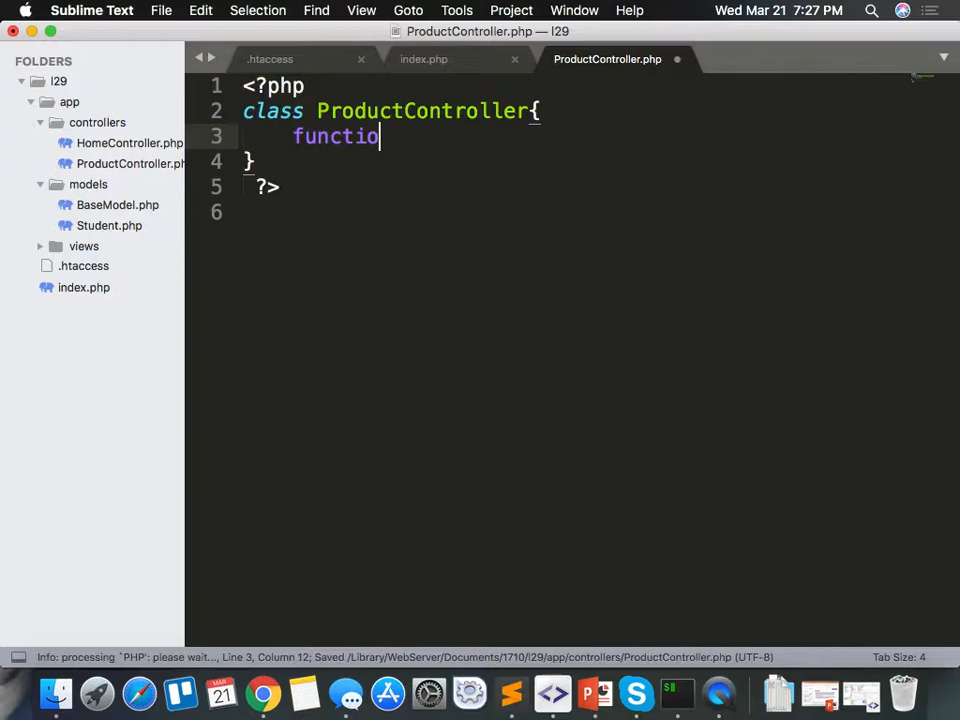 Sublime Text File Edit Selection Find View Goto Tools Project Window Help Wed Mar 21 7:27 PM
ProductController.php — l29
FOLDERS
l29
app
controllers
HomeController.php
ProductController.ph
models
BaseModel.php
Student.php
views
.htaccess
index.php
.htaccess index.php ProductController.php
1 <?php
2 class ProductController{
3 functio
4 }
5 ?>
6
Info: processing `PHP': please wait..., Line 3, Column 12; Saved /Library/WebServer/Documents/1710/l29/app/controllers/ProductController.php (UTF-8) Tab Size: 4
21